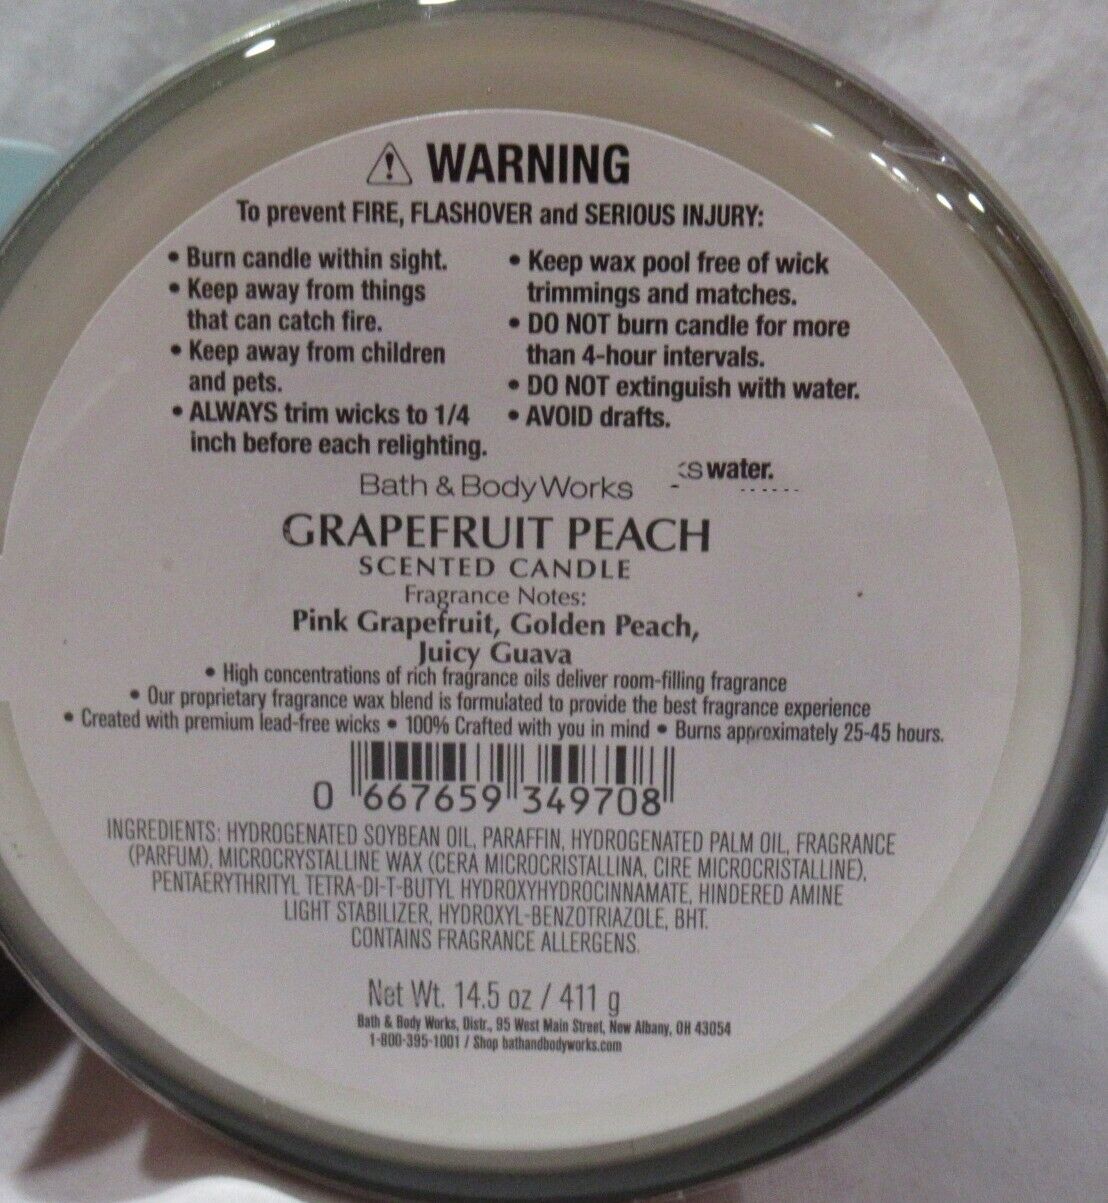 WARNING
To prevent FIRE, FLASHOVER and SERIOUS INJURY:
• Burn candle within sight.
• Keep away from things
that can catch fire.
• Keep away from children
and pets.
• ALWAYS trim wicks to 1/4
inch before each relighting.
• Keep wax pool free of wick
trimmings and matches.
• DO NOT burn candle for more
than 4-hour intervals.
• DO NOT extinguish with water.
• AVOID drafts.
water.
Bath & Body Works
GRAPEFRUIT PEACH
SCENTED CANDLE
Fragrance Notes:
Pink Grapefruit, Golden Peach,
Juicy Guava
• High concentrations of rich fragrance oils deliver room-filling fragrance
• Our proprietary fragrance wax blend is formulated to provide the best fragrance experience
• Created with premium lead-free wicks • 100% Crafted with you in mind • Burns approximately 25-45 hours.
0 667659 349708
INGREDIENTS: HYDROGENATED SOYBEAN OIL, PARAFFIN, HYDROGENATED PALM OIL, FRAGRANCE
(PARFUM), MICROCRYSTALLINE WAX (CERA MICROCRISTALLINA, CIRE MICROCRISTALLINE),
PENTAERYTHRITYL TETRA-DI-T-BUTYL HYDROXYHYDROCINNAMATE, HINDERED AMINE
LIGHT STABILIZER, HYDROXYL-BENZOTRIAZOLE, BHT.
CONTAINS FRAGRANCE ALLERGENS.
Net Wt. 14.5 oz / 411 g
Bath & Body Works, Distr., 95 West Main Street, New Albany, OH 43054
1-800-395-1001 / Shop bathandbodyworks.com